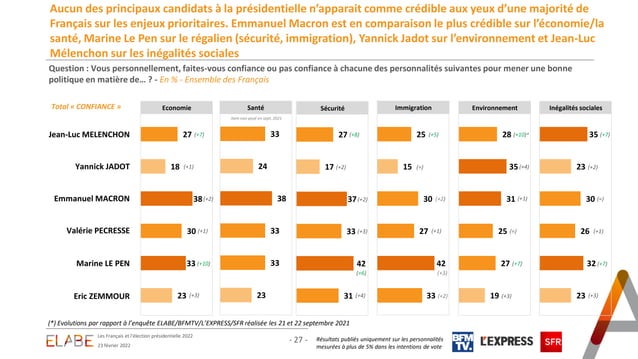 Aucun des principaux candidats à la présidentielle n'apparait comme crédible aux yeux d'une majorité de
Français sur les enjeux prioritaires. Emmanuel Macron est en comparaison le plus crédible sur l'économie/la
santé, Marine Le Pen sur le régalien (sécurité, immigration), Yannick Jadot sur l'environnement et Jean-Luc
Mélenchon sur les inégalités sociales
Question : Vous personnellement, faites-vous confiance ou pas confiance à chacune des personnalités suivantes pour mener une bonne
politique en matière de… ? - En % - Ensemble des Français
Total « CONFIANCE » Economie Santé Sécurité Immigration Environnement Inégalités sociales
Item non posé en sept. 2021
Jean-Luc MELENCHON 27 (+7) 33 27 (+8) 25 (+5) 28 (+10)* 35 (+7)
Yannick JADOT 18 (+1) 24 17 (+2) 15 (=) 35 (+4) 23 (+2)
Emmanuel MACRON 38 (+2) 38 37 (+2) 30 (+2) 31 (+3) 30 (=)
Valérie PECRESSE 30 (+1) 33 33 (+3) 27 (+1) 25 (=) 26 (+1)
Marine LE PEN 33 (+10) 33 42 (+6) 42 (+5) 27 (+7) 32 (+7)
Eric ZEMMOUR 23 (+3) 23 31 (+4) 33 (-2) 19 (+3) 23 (+3)
(*) Evolutions par rapport à l'enquête ELABE/BFMTV/L'EXPRESS/SFR réalisée les 21 et 22 septembre 2021
ELABE
Les Français et l'élection présidentielle 2022
23 février 2022
- 27 -
Résultats publiés uniquement sur les personnalités
mesurées à plus de 5% dans les intentions de vote
BFM
TV.
L'EXPRESS
SFR